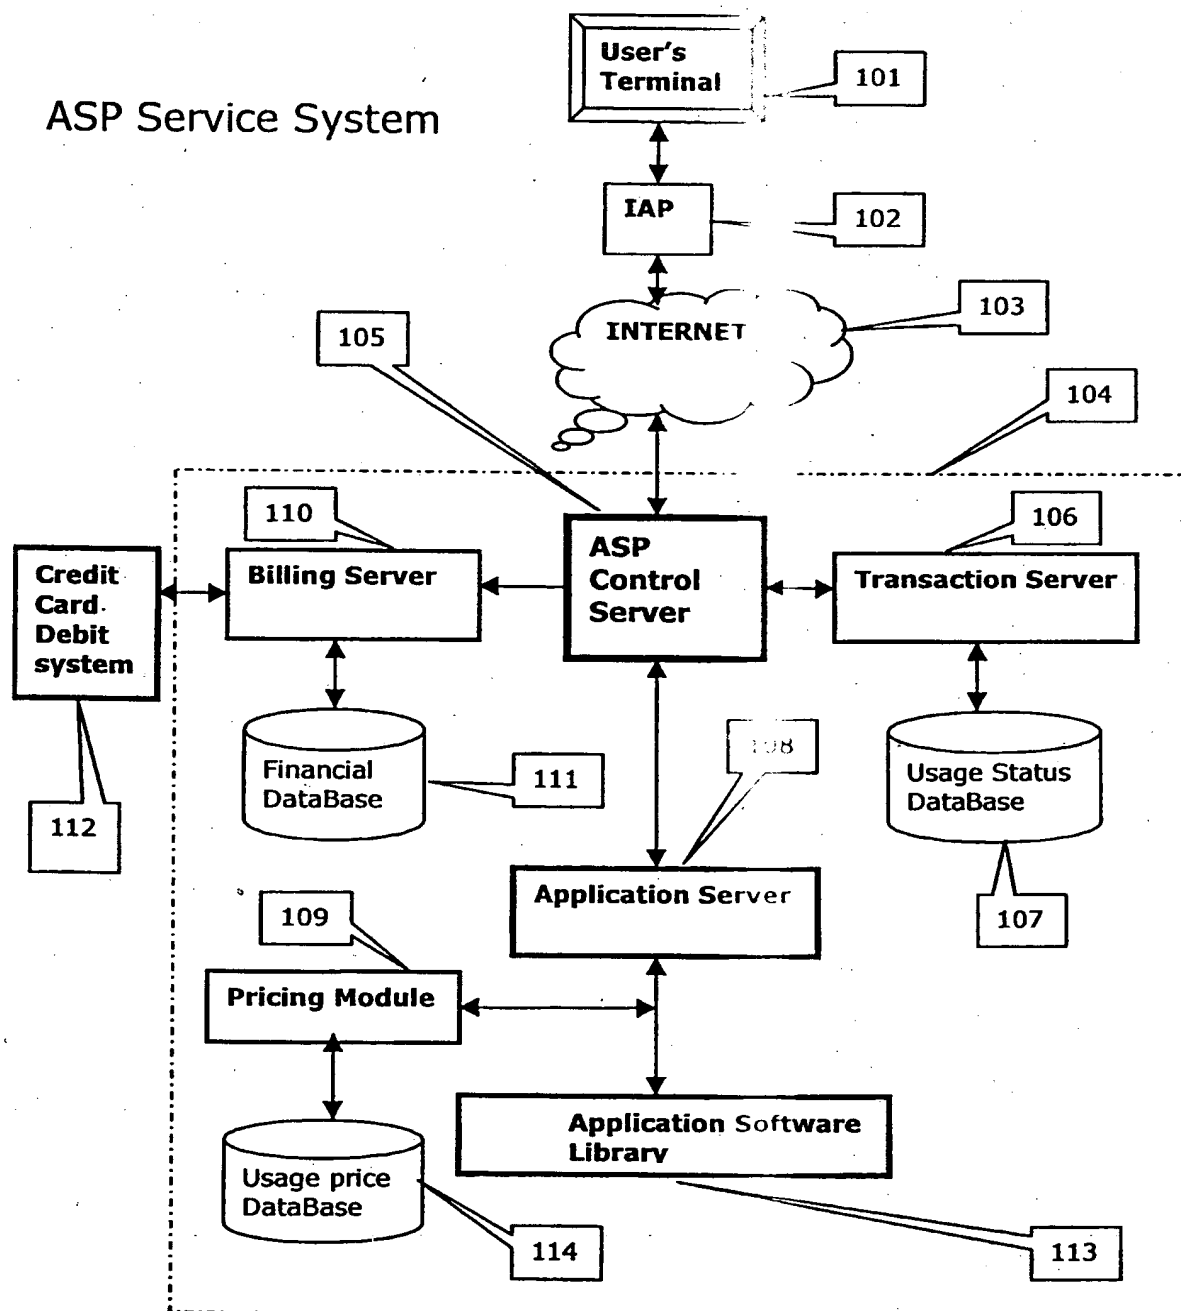 User's
Terminal
101
ASP Service System
IAP
102
103
INTERNET
105
104
110
106
ASP
Control
Server
Credit
Card
Debit
system
Billing Server
Transaction Server
108
Financial
DataBase
111
Usage Status
DataBase
112
Application Server
109
107
Pricing Module
Application Software
Library
Usage price
DataBase
114
113